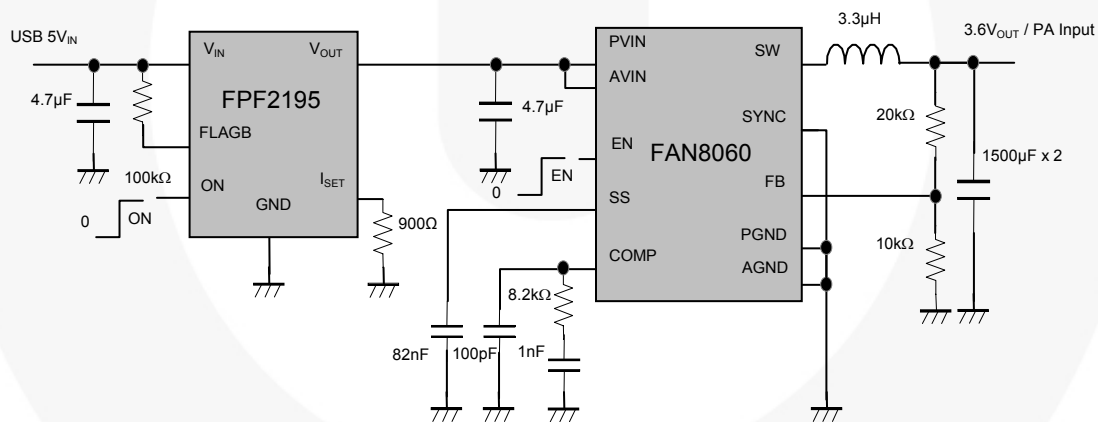 USB 5VIN
4.7µF
VIN
VOUT
FPF2195
FLAGB
100kΩ
ON
ISET
GND
0
ON
900Ω
4.7µF
0
EN
PVIN
AVIN
EN
SS
COMP
FAN8060
SW
SYNC
FB
PGND
AGND
82nF
100pF
8.2kΩ
1nF
3.3µH
3.6VOUT / PA Input
20kΩ
1500µF x 2
10kΩ